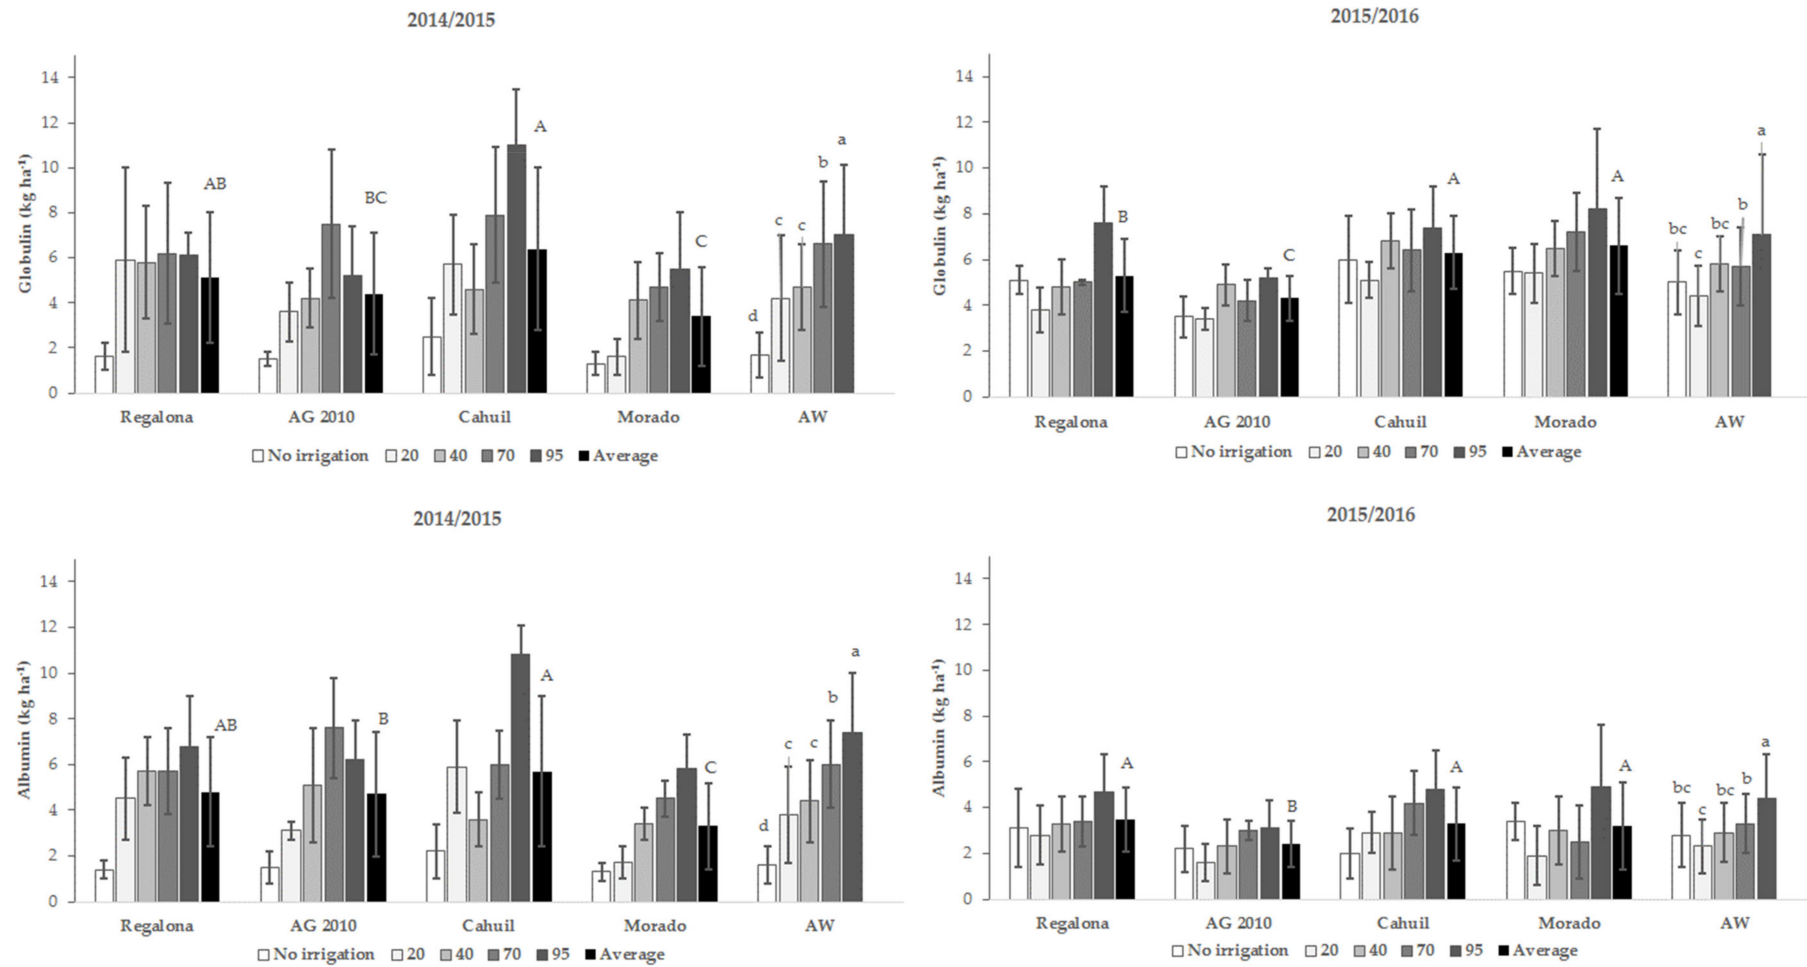 2014/2015
14
12
10
8
6
4
2
0
Globulin (kg ha⁻¹)
AB
BC
A
C
d
c
c
b
a
Regalona AG 2010 Cahuil Morado AW
No irrigation 20 40 70 95 Average
2015/2016
14
12
10
8
6
4
2
0
Globulin (kg ha⁻¹)
B
C
A
A
bc
c
bc
b
a
Regalona AG 2010 Cahuil Morado AW
No irrigation 20 40 70 95 Average
2014/2015
14
12
10
8
6
4
2
0
Albumin (kg ha⁻¹)
AB
B
A
C
d
c
c
b
a
Regalona AG 2010 Cahuil Morado AW
No irrigation 20 40 70 95 Average
2015/2016
14
12
10
8
6
4
2
0
Albumin (kg ha⁻¹)
A
B
A
A
bc
c
bc
b
a
Regalona AG 2010 Cahuil Morado AW
No irrigation 20 40 70 95 Average